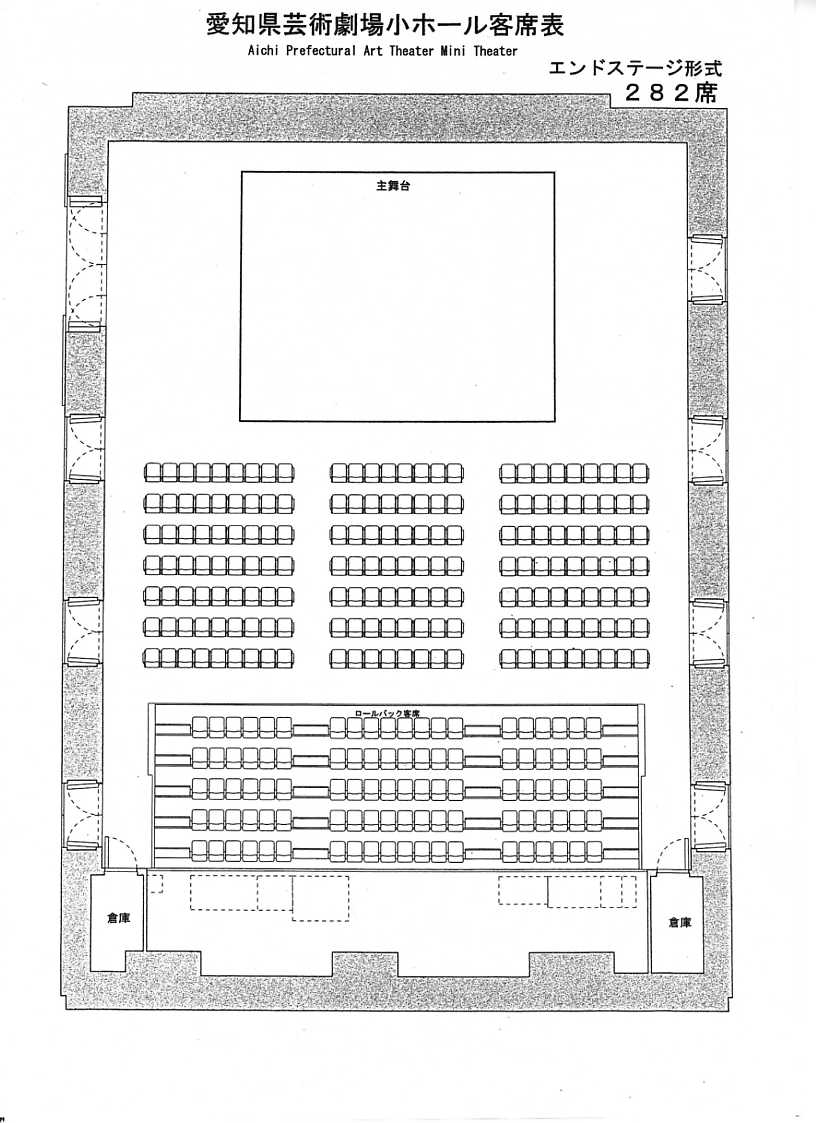 愛知県芸術劇場小ホール客席表
Aichi Prefectural Art Theater Mini Theater
エンドステージ形式
２８２席
主舞台
ロールバック客席
倉庫
倉庫